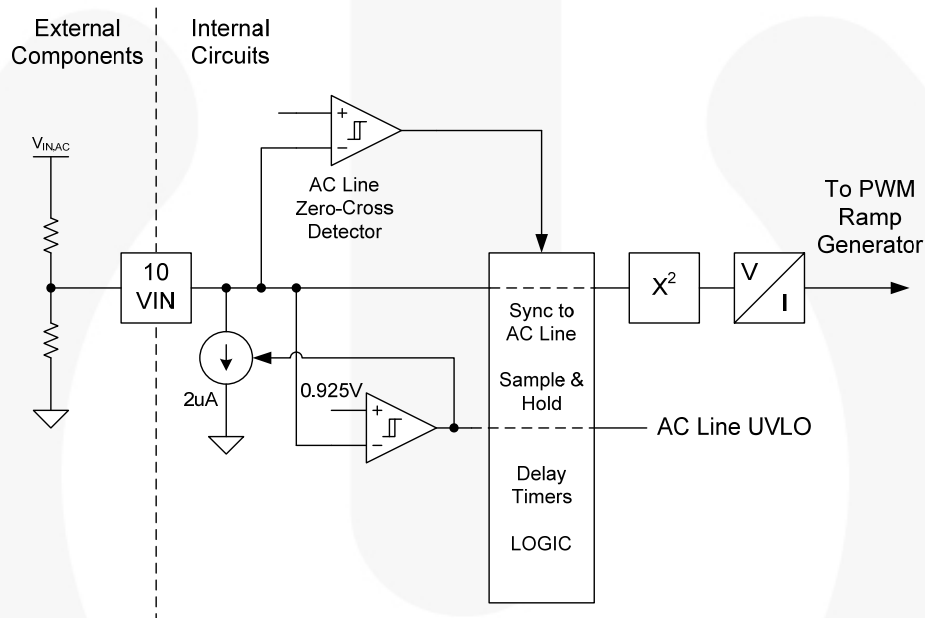 External
Components
Internal
Circuits
V_IN,AC
+
−
AC Line
Zero-Cross
Detector
To PWM
Ramp
Generator
10
VIN
X²
V
I
Sync to
AC Line
2uA
0.925V
+
−
Sample &
Hold
AC Line UVLO
Delay
Timers
LOGIC